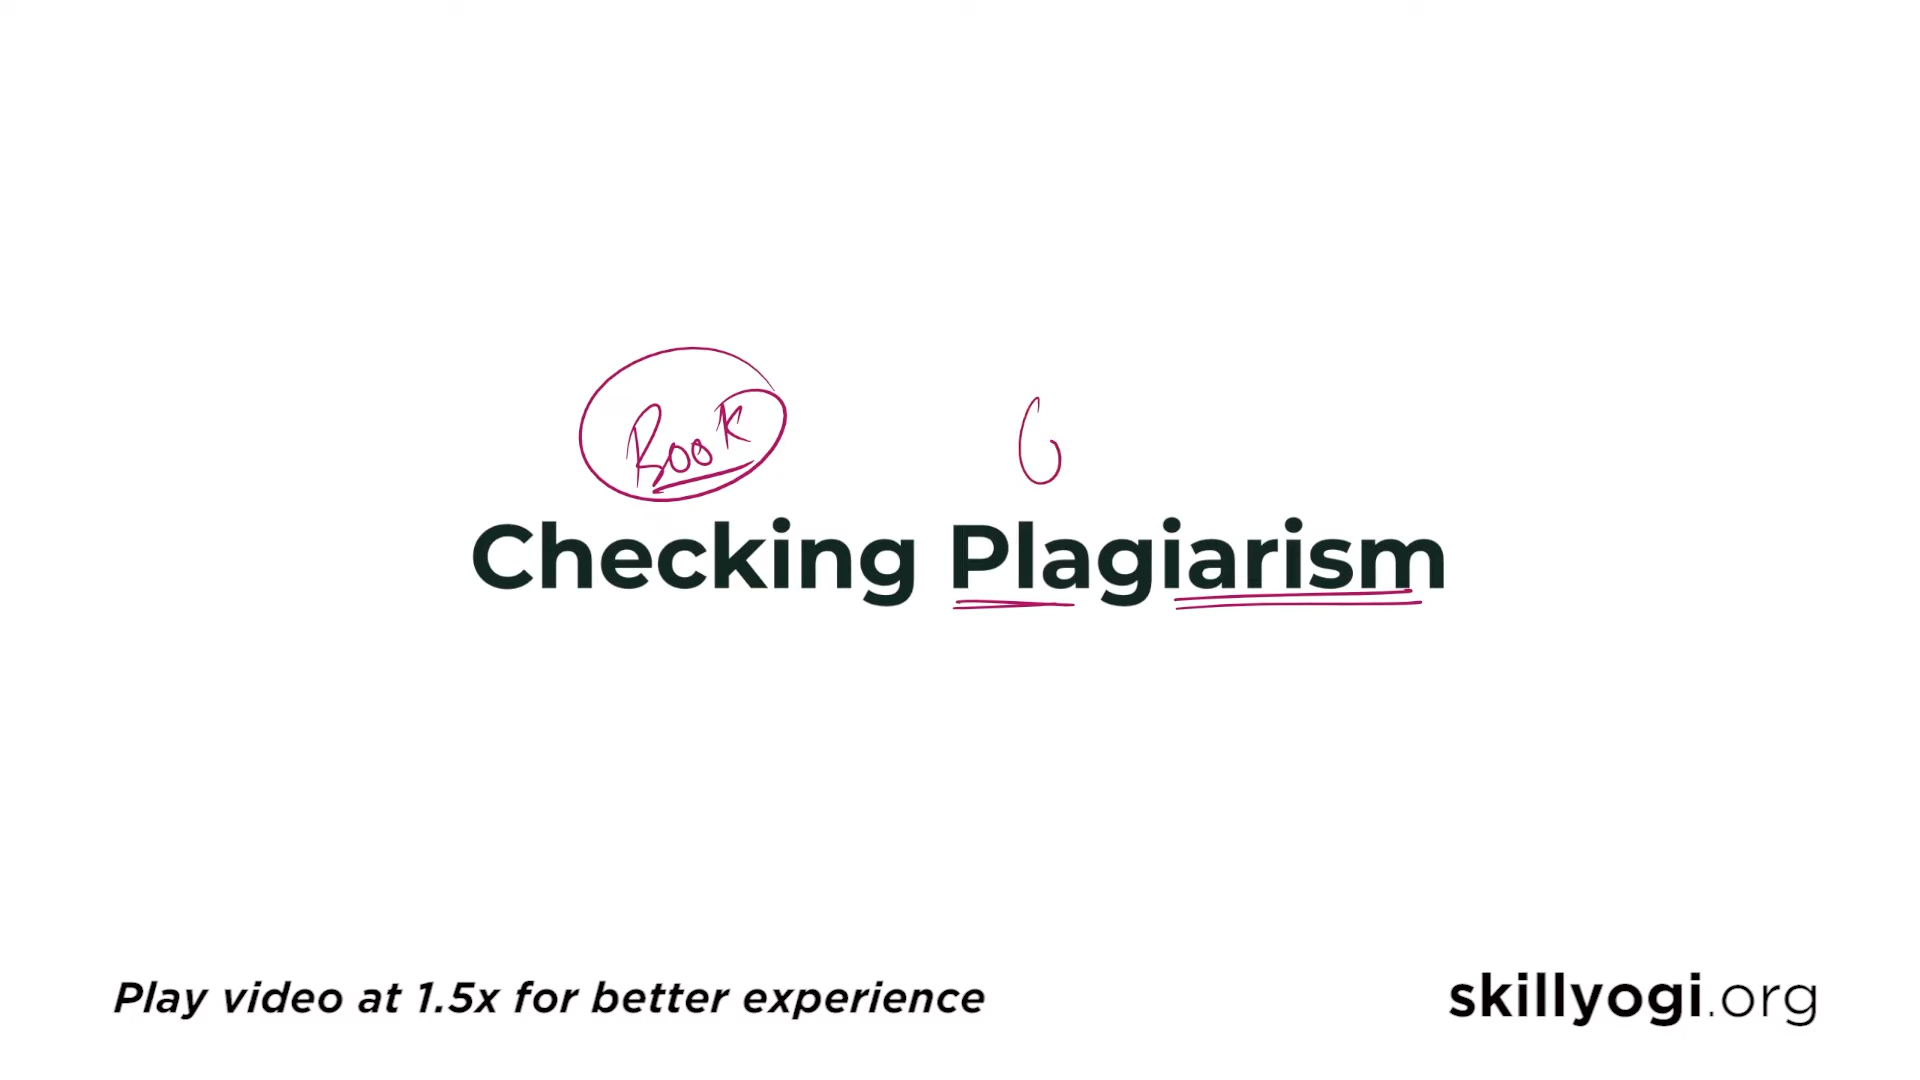 Book
Checking Plagiarism
Play video at 1.5x for better experience
skillyogi.org